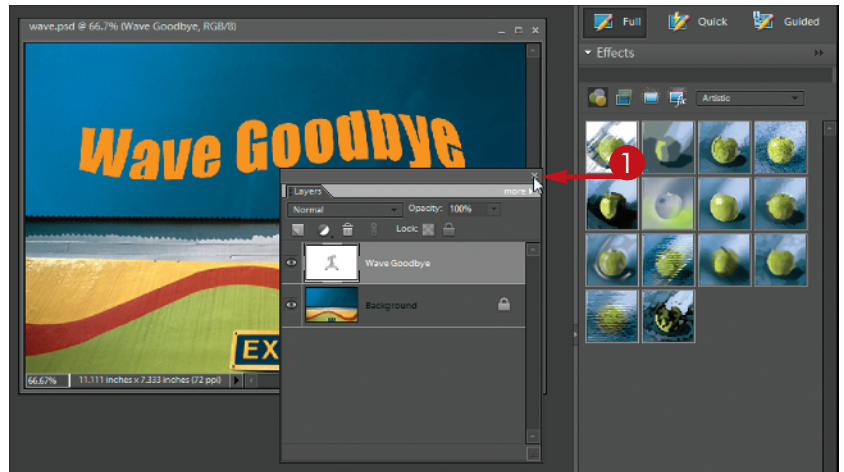 wave.psd @ 66.7% (Wave Goodbye, RGB/8)
Full Quick Guided
Effects
Artistic
Wave Goodbye
1
Layers more
Normal Opacity: 100%
Lock:
Wave Goodbye
Background
EX
66.67% 11.111 inches x 7.333 inches (72 ppi)